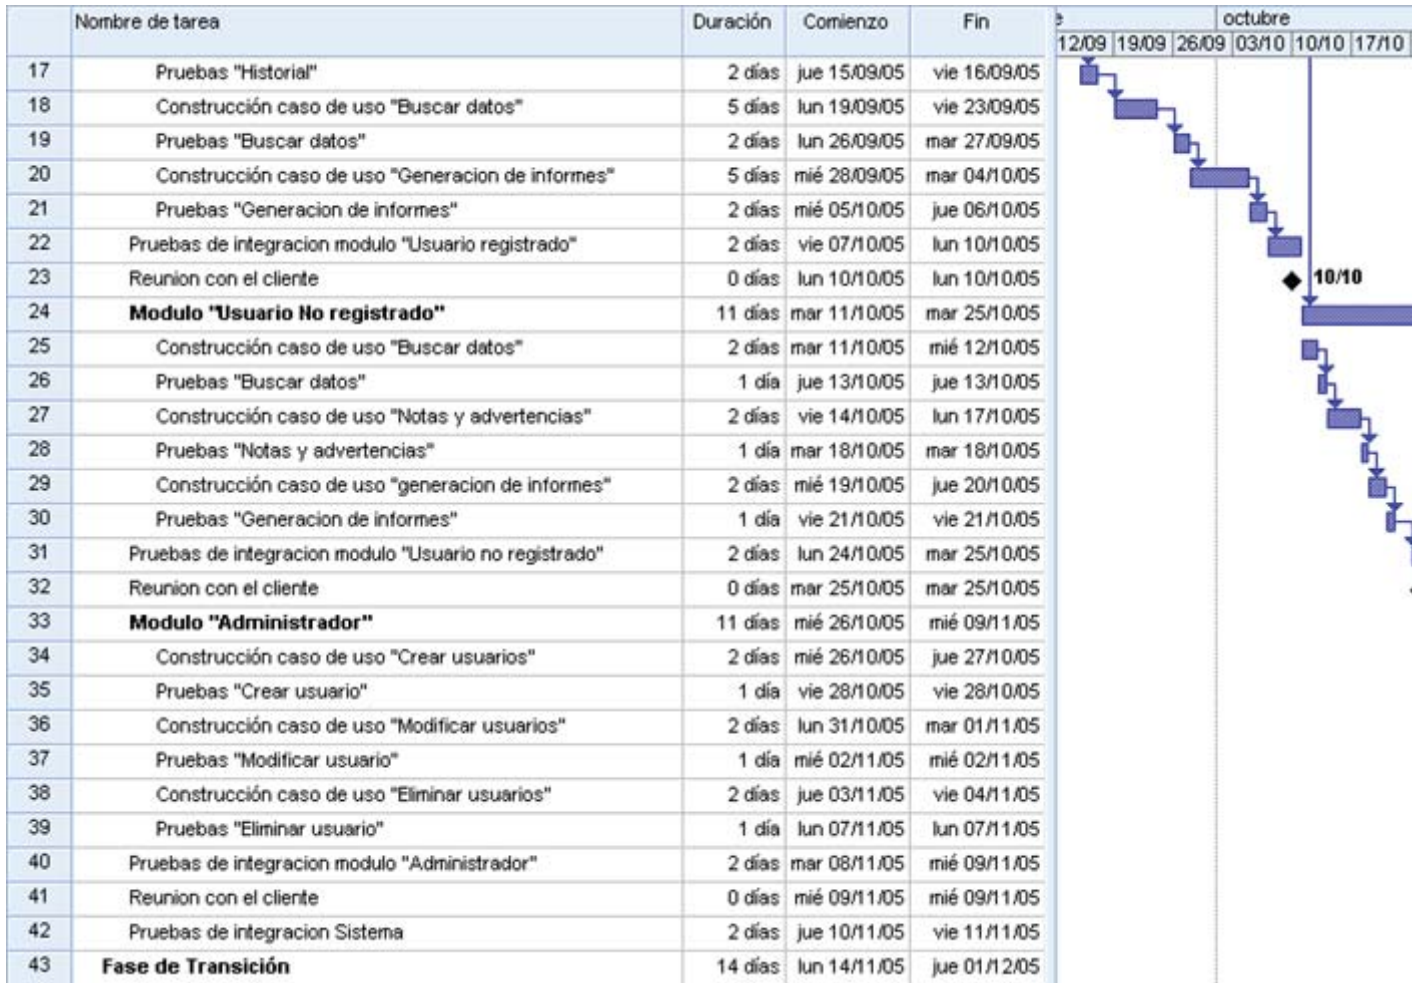 Nombre de tarea Duración Comienzo Fin e octubre
12/09 19/09 26/09 03/10 10/10 17/10
17 Pruebas "Historial" 2 días jue 15/09/05 vie 16/09/05
18 Construcción caso de uso "Buscar datos" 5 días lun 19/09/05 vie 23/09/05
19 Pruebas "Buscar datos" 2 días lun 26/09/05 mar 27/09/05
20 Construcción caso de uso "Generacion de informes" 5 días mié 28/09/05 mar 04/10/05
21 Pruebas "Generacion de informes" 2 días mié 05/10/05 jue 06/10/05
22 Pruebas de integracion modulo "Usuario registrado" 2 días vie 07/10/05 lun 10/10/05
23 Reunion con el cliente 0 días lun 10/10/05 lun 10/10/05 10/10
24 Modulo "Usuario No registrado" 11 días mar 11/10/05 mar 25/10/05
25 Construcción caso de uso "Buscar datos" 2 días mar 11/10/05 mié 12/10/05
26 Pruebas "Buscar datos" 1 día jue 13/10/05 jue 13/10/05
27 Construcción caso de uso "Notas y advertencias" 2 días vie 14/10/05 lun 17/10/05
28 Pruebas "Notas y advertencias" 1 día mar 18/10/05 mar 18/10/05
29 Construcción caso de uso "generacion de informes" 2 días mié 19/10/05 jue 20/10/05
30 Pruebas "Generacion de informes" 1 día vie 21/10/05 vie 21/10/05
31 Pruebas de integracion modulo "Usuario no registrado" 2 días lun 24/10/05 mar 25/10/05
32 Reunion con el cliente 0 días mar 25/10/05 mar 25/10/05
33 Modulo "Administrador" 11 días mié 26/10/05 mié 09/11/05
34 Construcción caso de uso "Crear usuarios" 2 días mié 26/10/05 jue 27/10/05
35 Pruebas "Crear usuario" 1 día vie 28/10/05 vie 28/10/05
36 Construcción caso de uso "Modificar usuarios" 2 días lun 31/10/05 mar 01/11/05
37 Pruebas "Modificar usuario" 1 día mié 02/11/05 mié 02/11/05
38 Construcción caso de uso "Eliminar usuarios" 2 días jue 03/11/05 vie 04/11/05
39 Pruebas "Eliminar usuario" 1 día lun 07/11/05 lun 07/11/05
40 Pruebas de integracion modulo "Administrador" 2 días mar 08/11/05 mié 09/11/05
41 Reunion con el cliente 0 días mié 09/11/05 mié 09/11/05
42 Pruebas de integracion Sistema 2 días jue 10/11/05 vie 11/11/05
43 Fase de Transición 14 días lun 14/11/05 jue 01/12/05